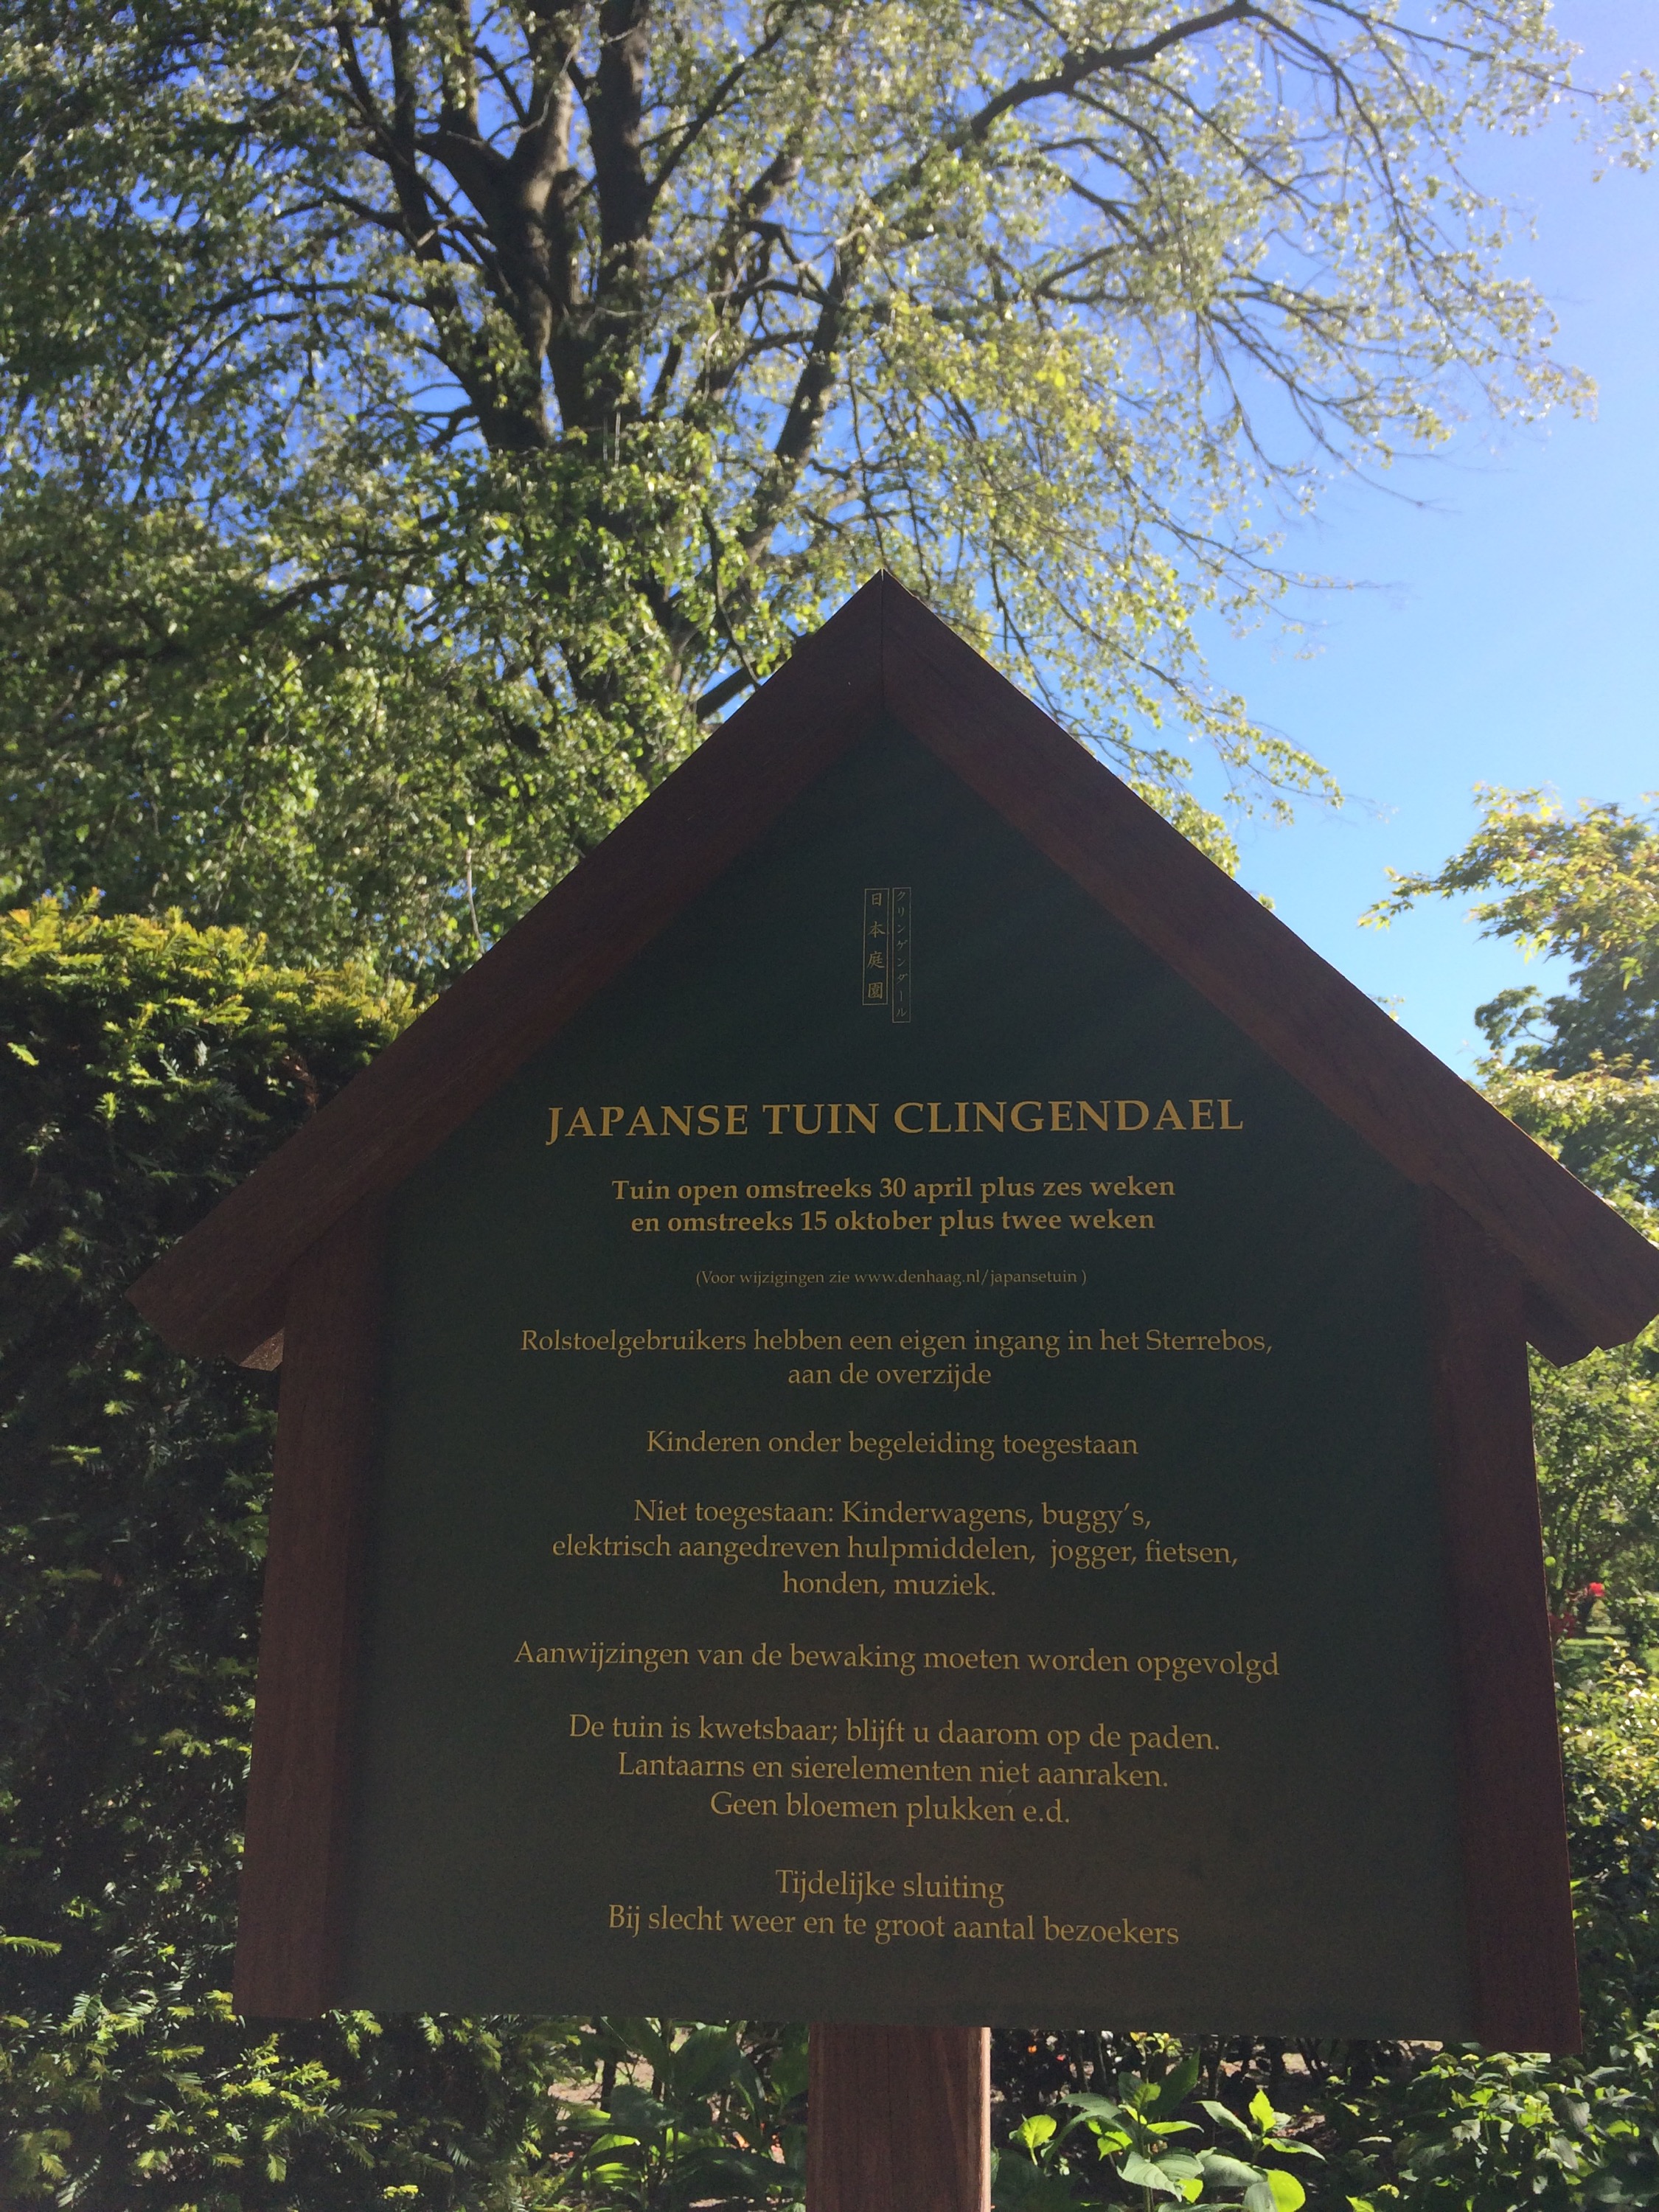 クリンゲンダール
日本庭園
JAPANSE TUIN CLINGENDAEL
Tuin open omstreeks 30 april plus zes weken
en omstreeks 15 oktober plus twee weken
(Voor wijzigingen zie www.denhaag.nl/japansetuin )
Rolstoelgebruikers hebben een eigen ingang in het Sterrebos,
aan de overzijde
Kinderen onder begeleiding toegestaan
Niet toegestaan: Kinderwagens, buggy’s,
elektrisch aangedreven hulpmiddelen, jogger, fietsen,
honden, muziek.
Aanwijzingen van de bewaking moeten worden opgevolgd
De tuin is kwetsbaar; blijft u daarom op de paden.
Lantaarns en sierelementen niet aanraken.
Geen bloemen plukken e.d.
Tijdelijke sluiting
Bij slecht weer en te groot aantal bezoekers